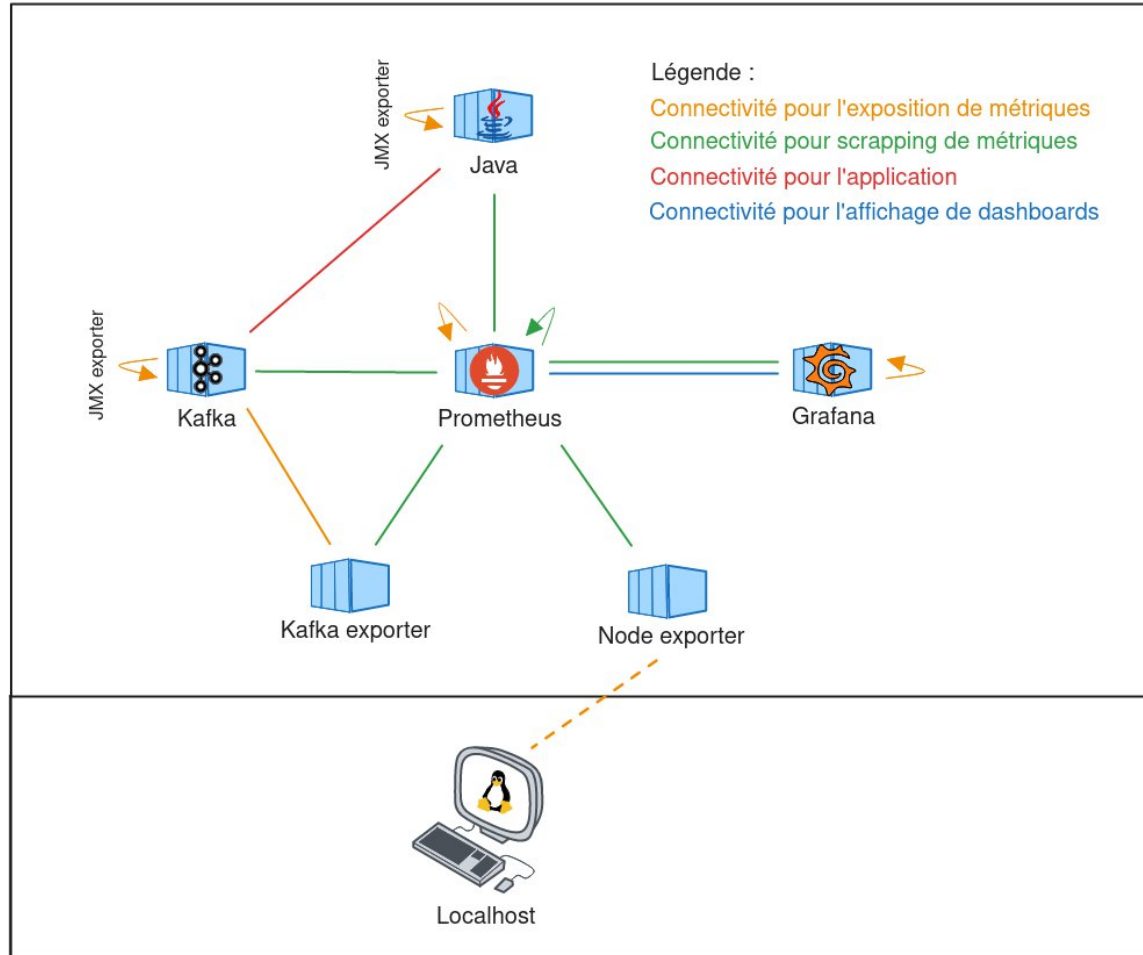 Légende :
Connectivité pour l'exposition de métriques
Connectivité pour scrapping de métriques
Connectivité pour l'application
Connectivité pour l'affichage de dashboards
JMX exporter
Java
JMX exporter
Kafka
Prometheus
Grafana
Kafka exporter
Node exporter
Localhost